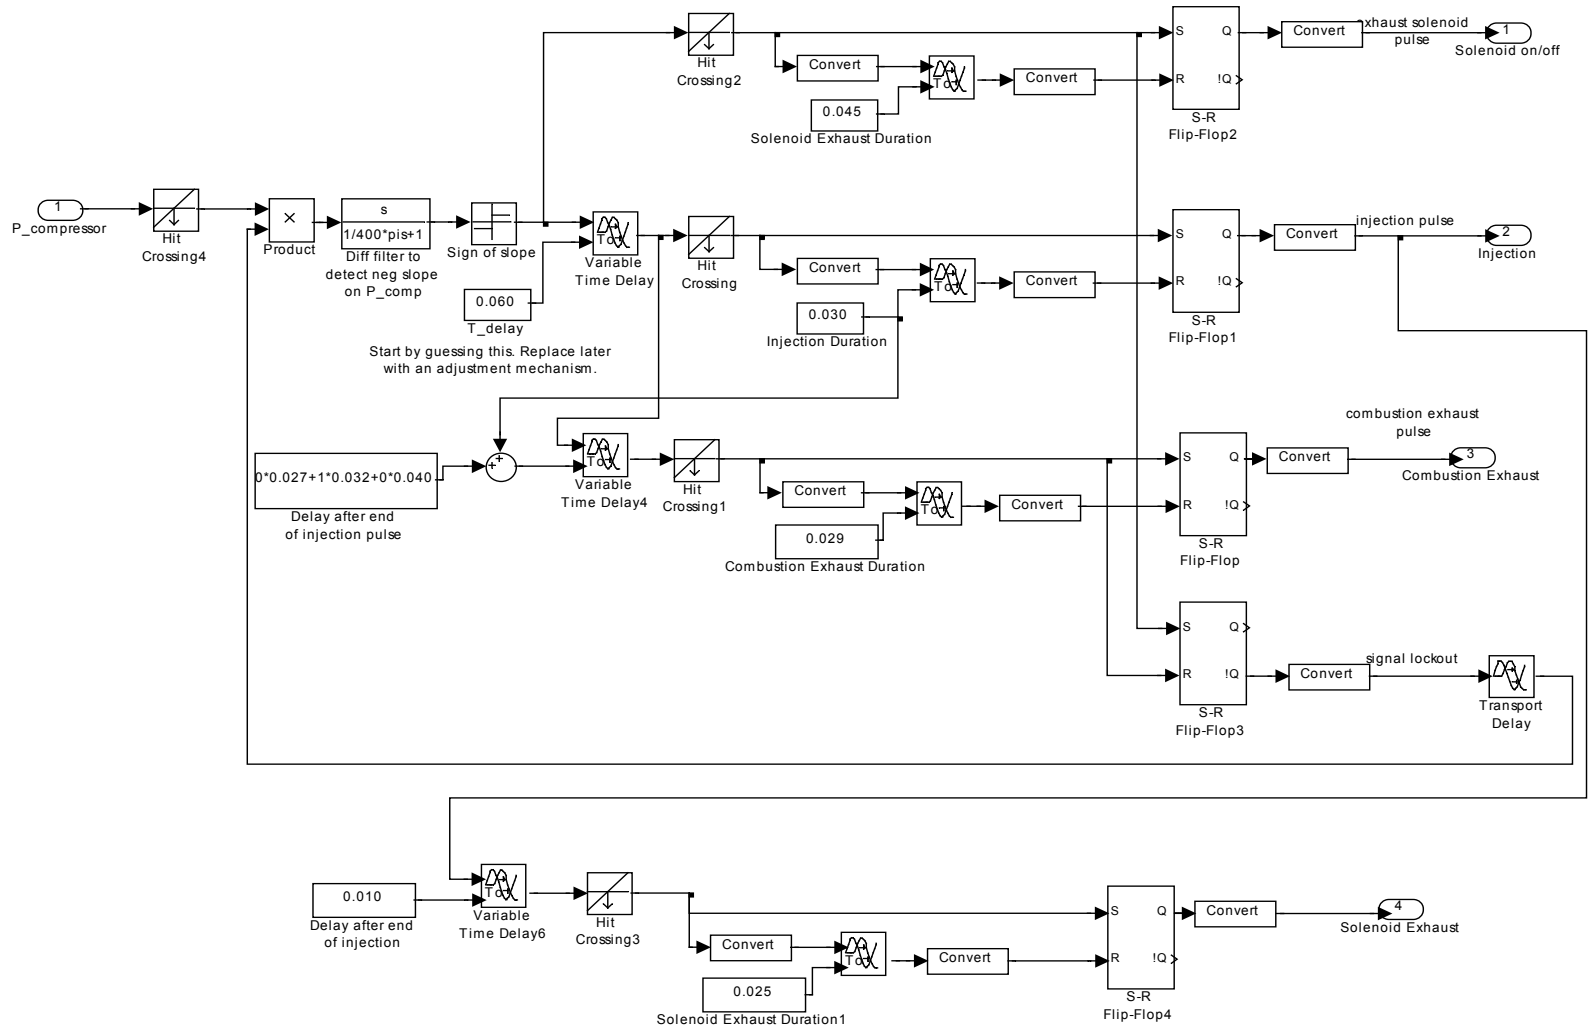 Hit
Crossing2
Convert
To
0.045
Solenoid Exhaust Duration
Convert
S
Q
R
!Q
S-R
Flip-Flop2
Convert
exhaust solenoid
pulse
1
Solenoid on/off
1
P_compressor
Hit
Crossing4
×
Product
s
1/400*pis+1
Diff filter to
detect neg slope
on P_comp
Sign of slope
0.060
T_delay
Start by guessing this. Replace later
with an adjustment mechanism.
To
Variable
Time Delay
Hit
Crossing
Convert
To
0.030
Injection Duration
Convert
S
Q
R
!Q
S-R
Flip-Flop1
Convert
injection pulse
2
Injection
0*0.027+1*0.032+0*0.040
Delay after end
of injection pulse
+
+
To
Variable
Time Delay4
Hit
Crossing1
Convert
To
0.029
Combustion Exhaust Duration
Convert
S
Q
R
!Q
S-R
Flip-Flop
Convert
combustion exhaust
pulse
3
Combustion Exhaust
S
Q
R
!Q
S-R
Flip-Flop3
Convert
signal lockout
Transport
Delay
0.010
Delay after end
of injection
To
Variable
Time Delay6
Hit
Crossing3
Convert
To
0.025
Solenoid Exhaust Duration1
Convert
S
Q
R
!Q
S-R
Flip-Flop4
Convert
4
Solenoid Exhaust